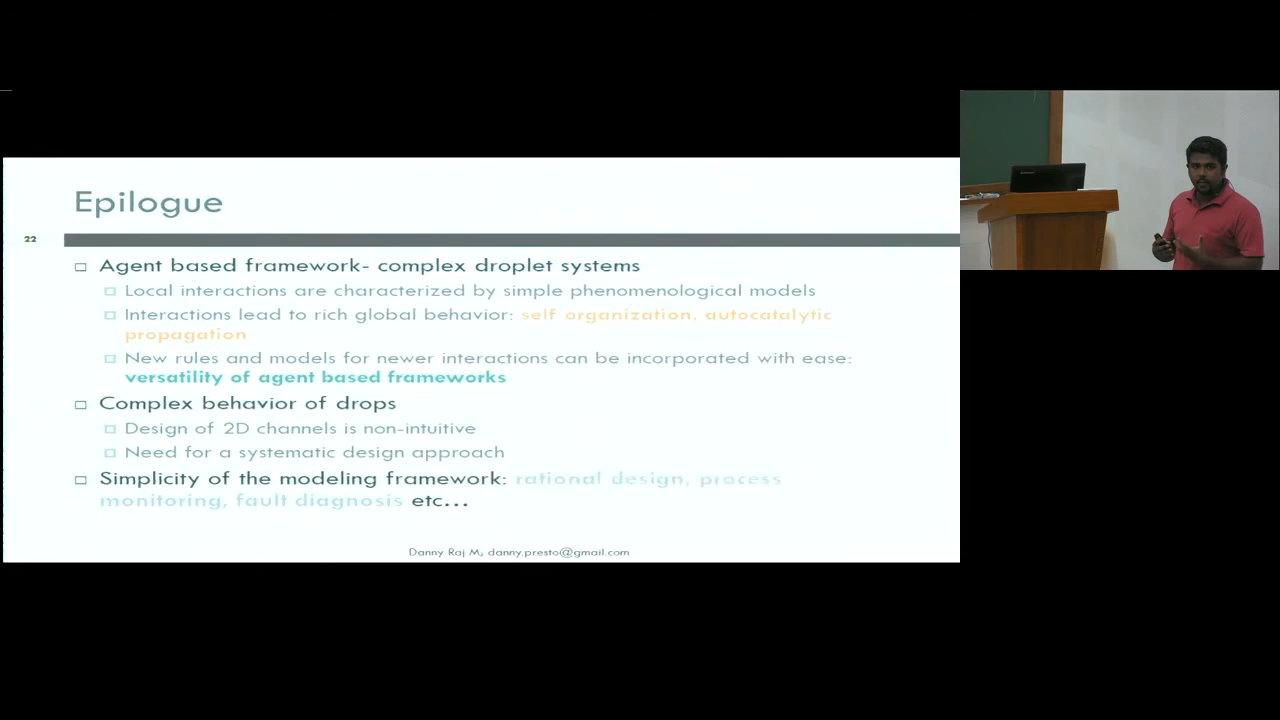 Epilogue
22
Agent based framework- complex droplet systems
Local interactions are characterized by simple phenomenological models
Interactions lead to rich global behavior: self organization, autocatalytic
propagation
New rules and models for newer interactions can be incorporated with ease:
versatility of agent based frameworks
Complex behavior of drops
Design of 2D channels is non-intuitive
Need for a systematic design approach
Simplicity of the modeling framework: rational design, process
monitoring, fault diagnosis etc...
Danny Raj M, danny.presto@gmail.com